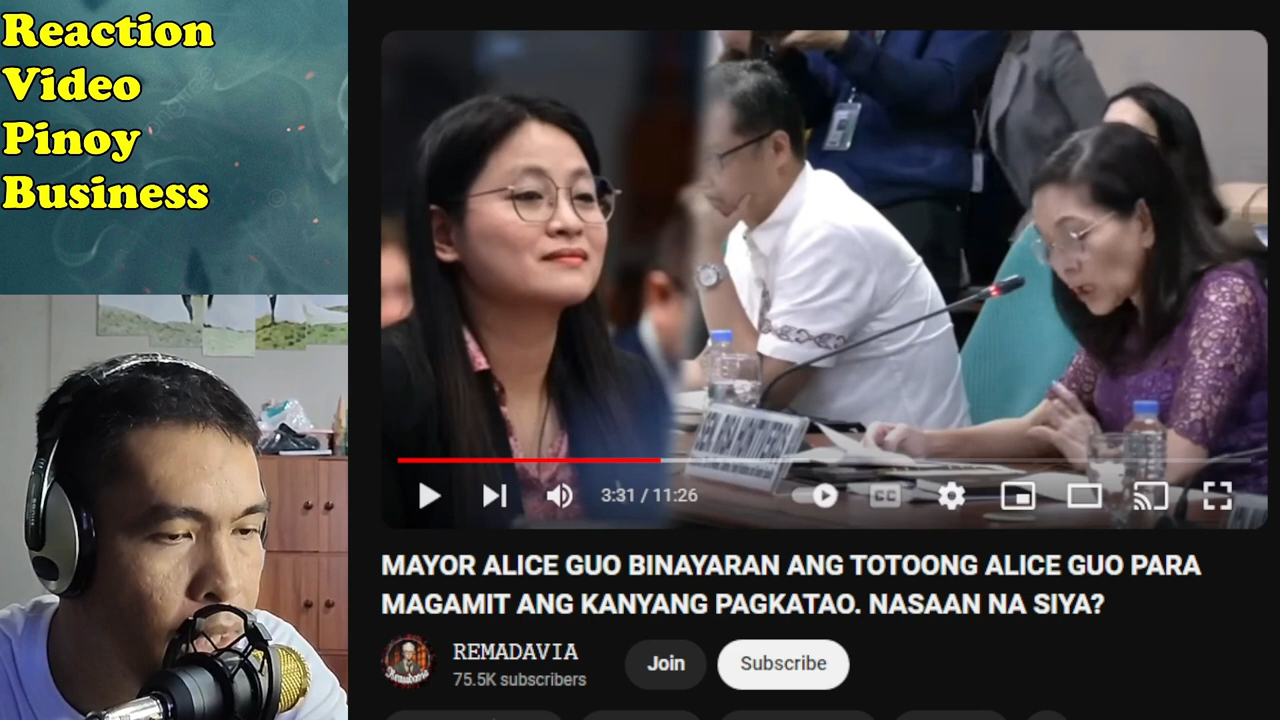 Reaction
Video
Pinoy
Business
3:31 / 11:26
CC
MAYOR ALICE GUO BINAYARAN ANG TOTOONG ALICE GUO PARA
MAGAMIT ANG KANYANG PAGKATAO. NASAAN NA SIYA?
REMADAVIA
75.5K subscribers
Join
Subscribe